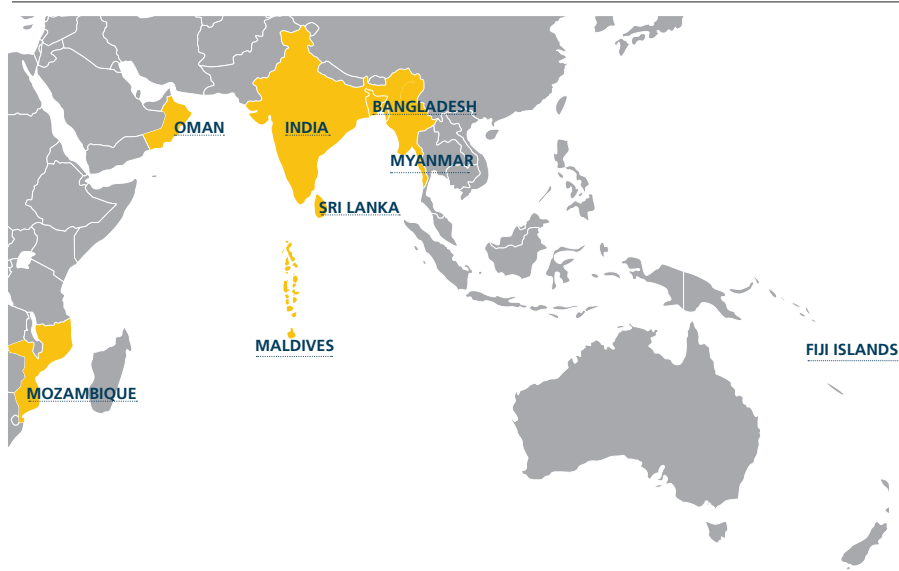 BANGLADESH
OMAN
INDIA
MYANMAR
SRI LANKA
MALDIVES
FIJI ISLANDS
MOZAMBIQUE